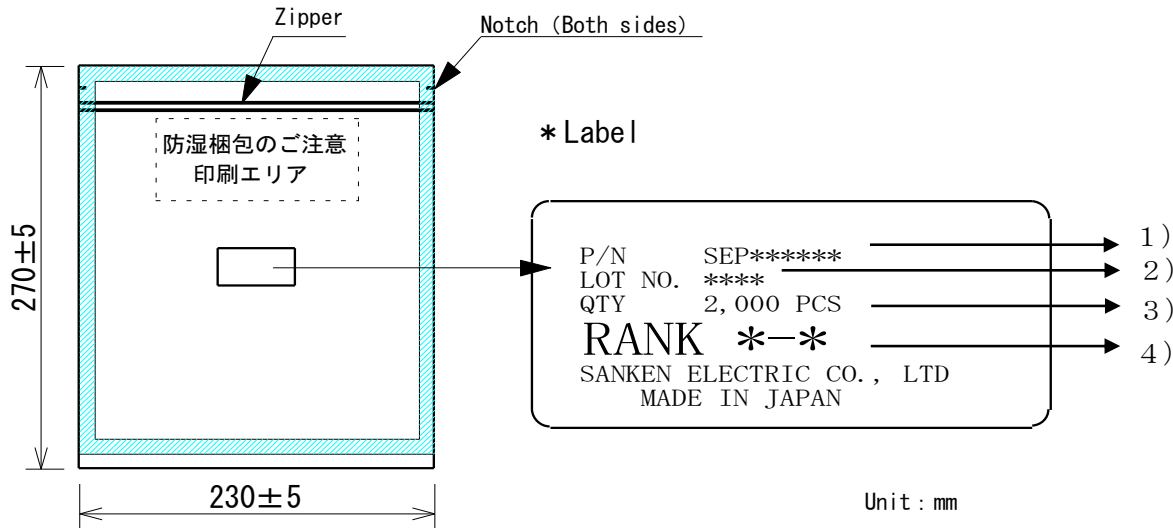 Zipper
Notch (Both sides)
防湿梱包のご注意
印刷エリア
270±5
230±5
*Label
P/N SEP******
LOT NO. ****
QTY 2,000 PCS
RANK *-*
SANKEN ELECTRIC CO., LTD
MADE IN JAPAN
1)
2)
3)
4)
Unit : mm